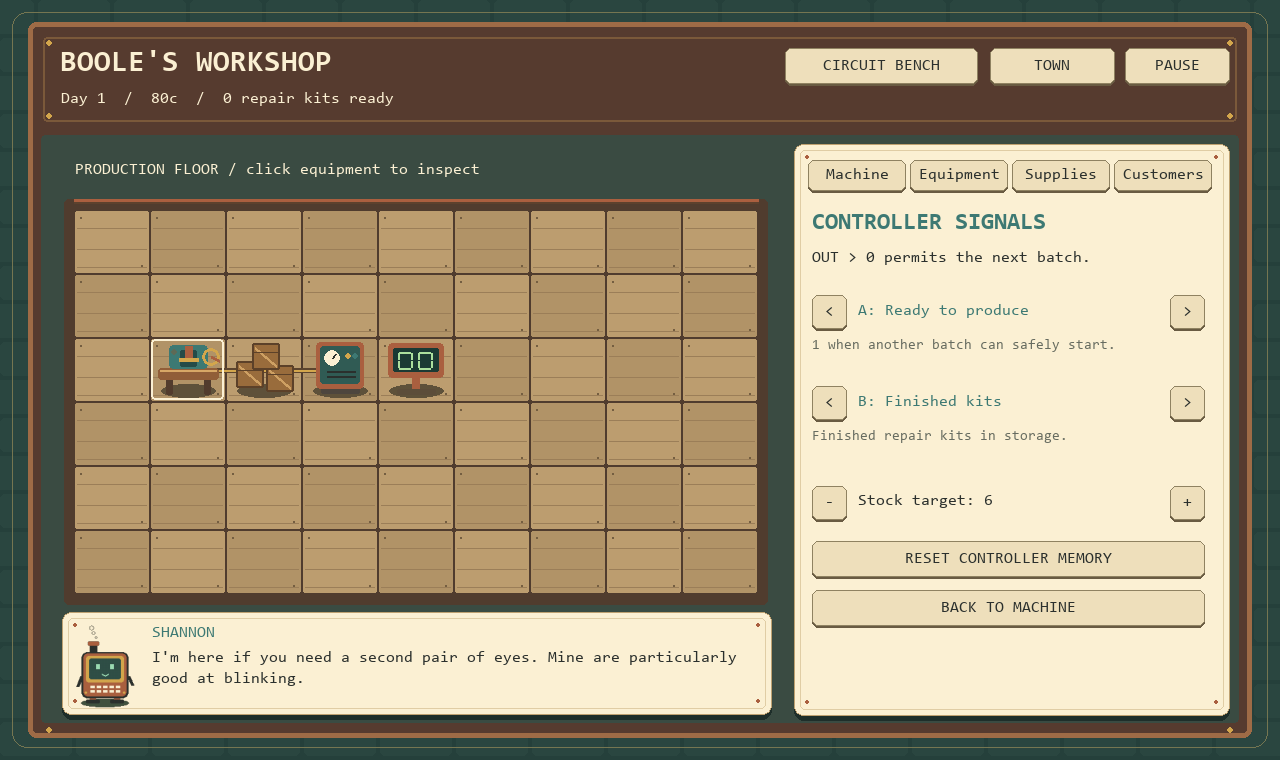 BOOLE'S WORKSHOP
CIRCUIT BENCH
TOWN
PAUSE
Day 1 / 80c / 0 repair kits ready
PRODUCTION FLOOR / click equipment to inspect
Machine
Equipment
Supplies
Customers
CONTROLLER SIGNALS
OUT > 0 permits the next batch.
< A: Ready to produce >
1 when another batch can safely start.
< B: Finished kits >
Finished repair kits in storage.
- Stock target: 6 +
RESET CONTROLLER MEMORY
BACK TO MACHINE
00
SHANNON
I'm here if you need a second pair of eyes. Mine are particularly
good at blinking.